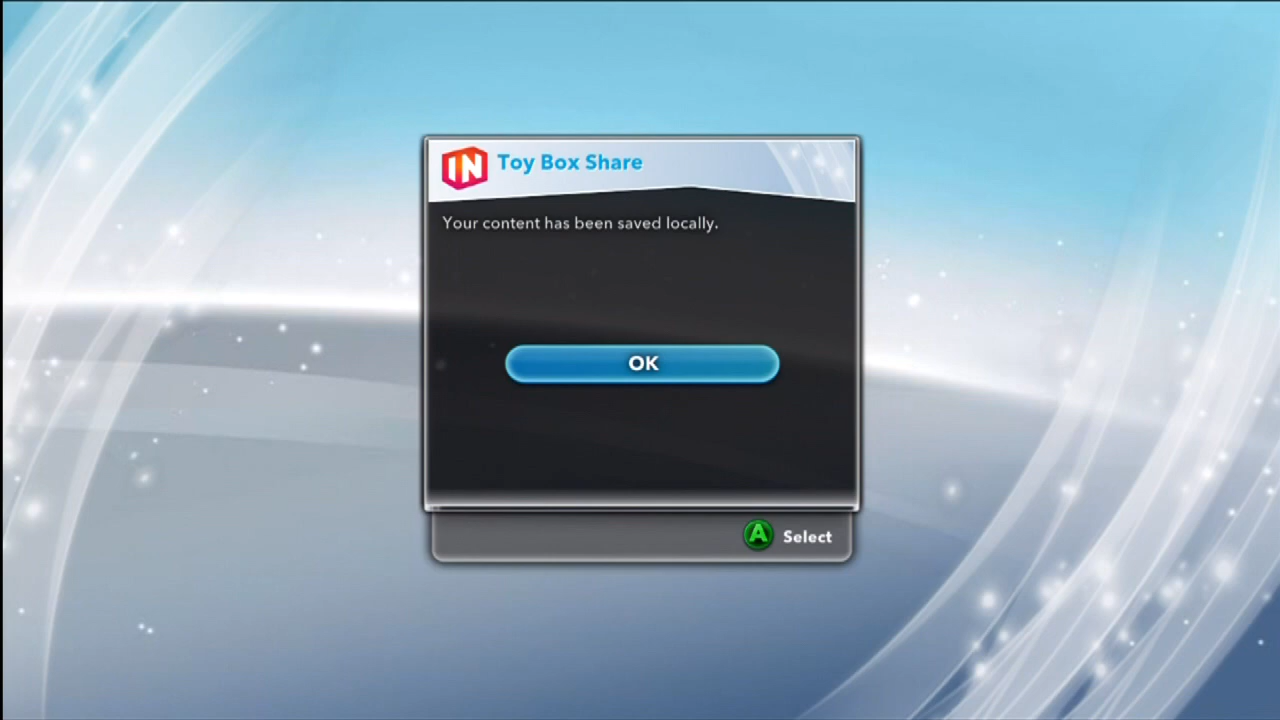 IN
Toy Box Share
Your content has been saved locally.
OK
A Select